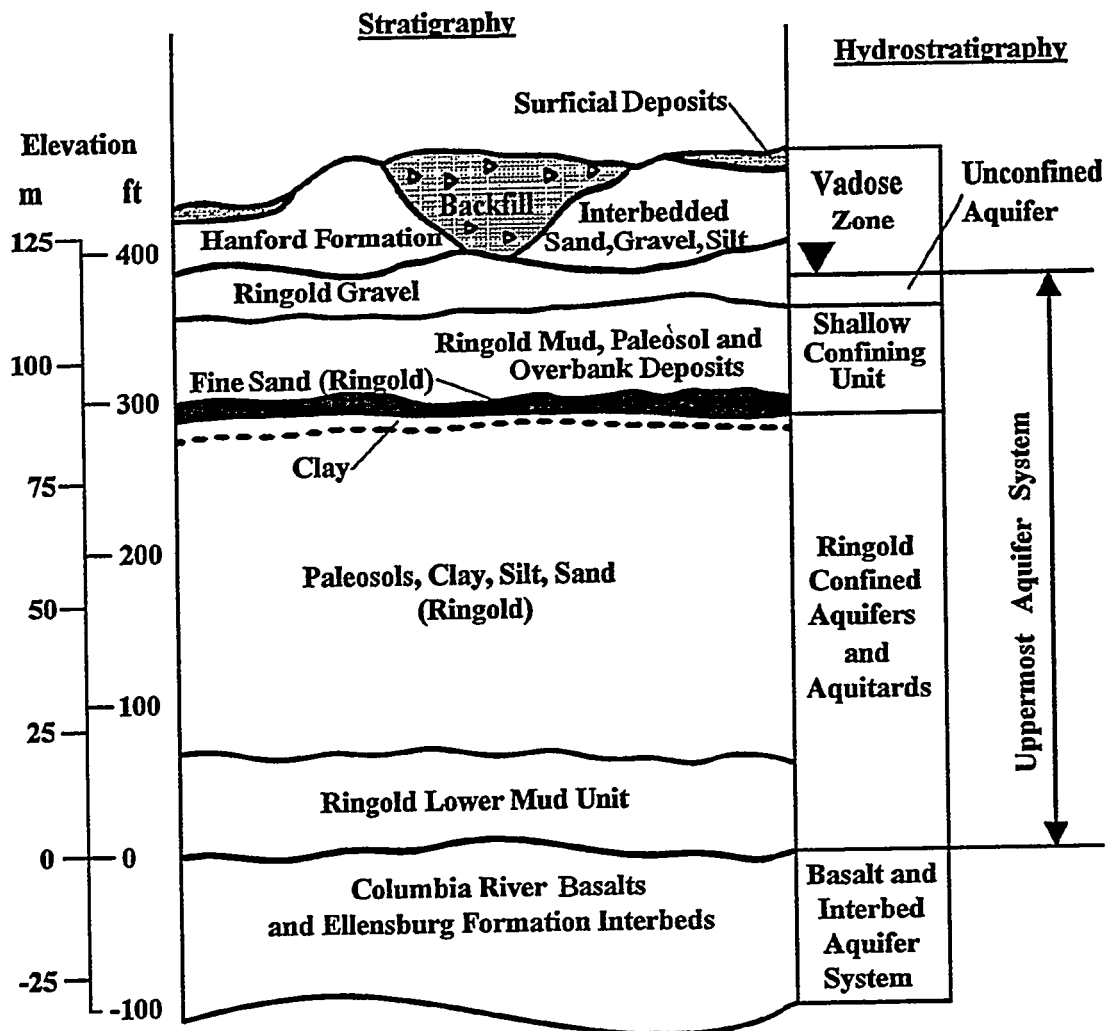 Stratigraphy
Hydrostratigraphy
Surficial Deposits
Elevation
m ft
Backfill
Hanford Formation
Interbedded
Sand,Gravel,Silt
Vadose
Zone
Unconfined
Aquifer
125
400
Ringold Gravel
Ringold Mud, Paleosol and
Overbank Deposits
Shallow
Confining
Unit
100
Fine Sand (Ringold)
300
Clay
75
200
Paleosols, Clay, Silt, Sand
(Ringold)
50
Ringold
Confined
Aquifers
and
Aquitards
Uppermost Aquifer System
100
25
Ringold Lower Mud Unit
0
0
Columbia River Basalts
and Ellensburg Formation Interbeds
Basalt and
Interbed
Aquifer
System
-25
-100